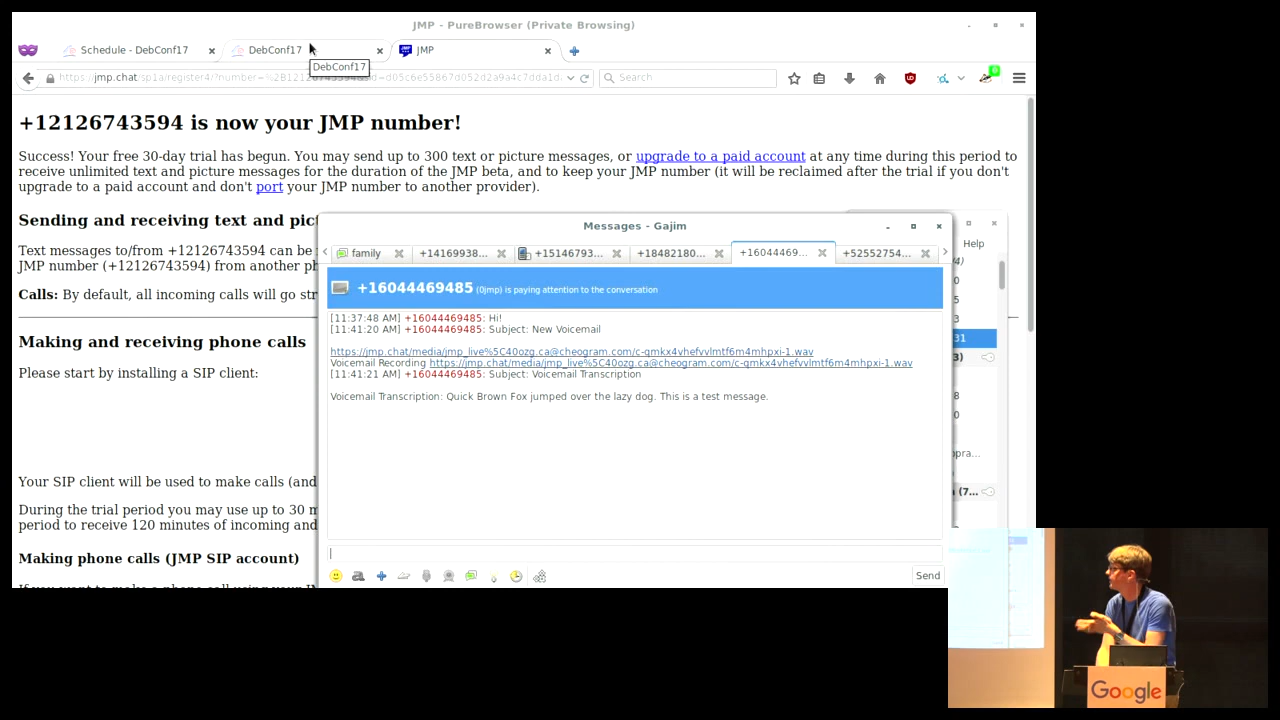 JMP - PureBrowser (Private Browsing)
Schedule - DebConf17
DebConf17
JMP
DebConf17
Search
+12126743594 is now your JMP number!
Success! Your free 30-day trial has begun. You may send up to 300 text or picture messages, or upgrade to a paid account at any time during this period to
receive unlimited text and picture messages for the duration of the JMP beta, and to keep your JMP number (it will be reclaimed after the trial if you don't
upgrade to a paid account and don't port your JMP number to another provider).
Sending and receiving text and pict
Text messages to/from +12126743594 can be
JMP number (+12126743594) from another ph
Calls: By default, all incoming calls will go str
Making and receiving phone calls
Please start by installing a SIP client:
Your SIP client will be used to make calls (and
During the trial period you may use up to 30 m
period to receive 120 minutes of incoming and
Making phone calls (JMP SIP account)
Messages - Gajim
family
+14169938...
+15146793...
+18482180...
+16044469...
+52552754...
+16044469485 (0jmp) is paying attention to the conversation
[11:37:48 AM] +16044469485: Hi!
[11:41:20 AM] +16044469485: Subject: New Voicemail
https://jmp.chat/media/jmp_live%5C40ozg.ca@cheogram.com/c-qmkx4vhefvvlmtf6m4mhpxi-1.wav
Voicemail Recording https://jmp.chat/media/jmp_live%5C40ozg.ca@cheogram.com/c-qmkx4vhefvvlmtf6m4mhpxi-1.wav
[11:41:21 AM] +16044469485: Subject: Voicemail Transcription
Voicemail Transcription: Quick Brown Fox jumped over the lazy dog. This is a test message.
Send
Help
4)
0
5
3
31
3)
8
0
opra...
(7...
Google